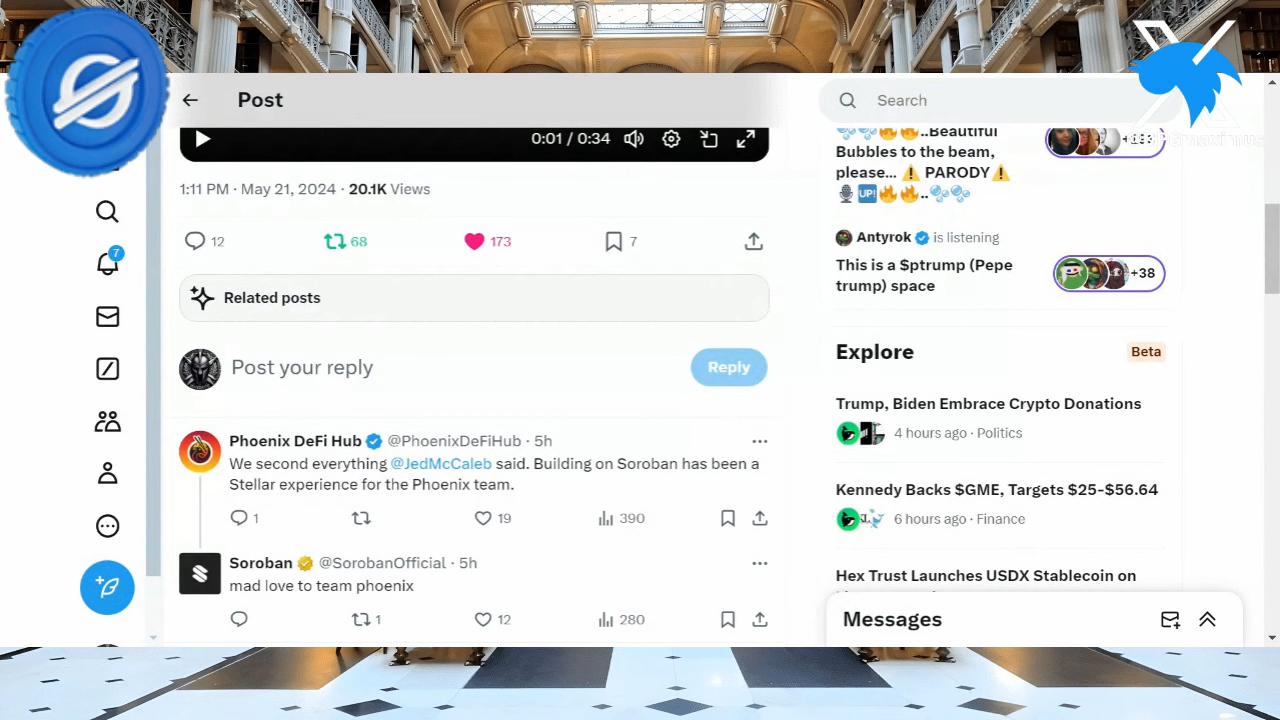 Post
Search
0:01 / 0:34
1:11 PM · May 21, 2024 · 20.1K Views
12
68
173
7
Related posts
Post your reply
Reply
Phoenix DeFi Hub @PhoenixDeFiHub · 5h
We second everything @JedMcCaleb said. Building on Soroban has been a
Stellar experience for the Phoenix team.
1
19
390
Soroban @SorobanOfficial · 5h
mad love to team phoenix
1
12
280
7
..Beautiful
Bubbles to the beam,
please... ⚠️ PARODY⚠️
🎙️🆙🔥🔥..🫧🫧
Antyrok is listening
This is a $ptrump (Pepe
trump) space
+38
Explore
Beta
Trump, Biden Embrace Crypto Donations
4 hours ago · Politics
Kennedy Backs $GME, Targets $25-$56.64
6 hours ago · Finance
Hex Trust Launches USDX Stablecoin on
Messages